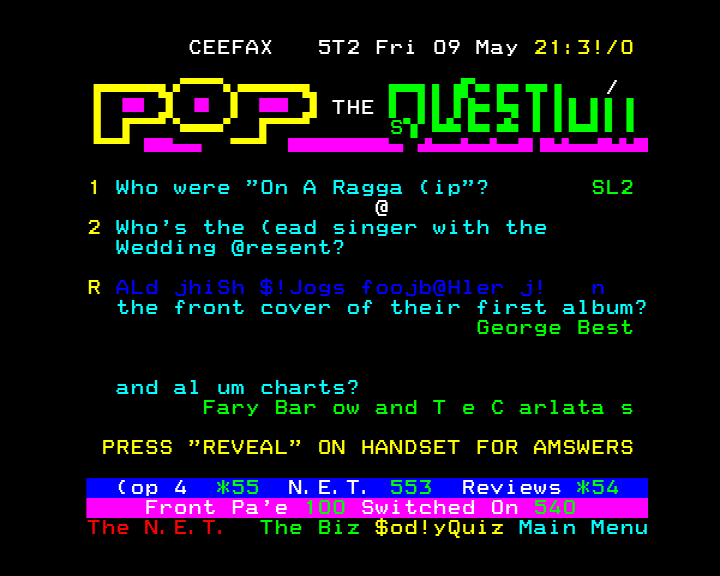 CEEFAX 5T2 Fri 09 May 21:3!/0
POP THE QUESTION
1 Who were "On A Ragga (ip"? SL2
@
2 Who's the (ead singer with the
Wedding @resent?
R ALd jhiSh $!Jogs foojb@Hler j! n
the front cover of their first album?
George Best
and al um charts?
Fary Bar ow and T e C arlata s
PRESS "REVEAL" ON HANDSET FOR AMSWERS
(op 4 *55 N.E.T. 553 Reviews *54
Front Pa'e 100 Switched On 540
The N.E.T. The Biz $od!yQuiz Main Menu